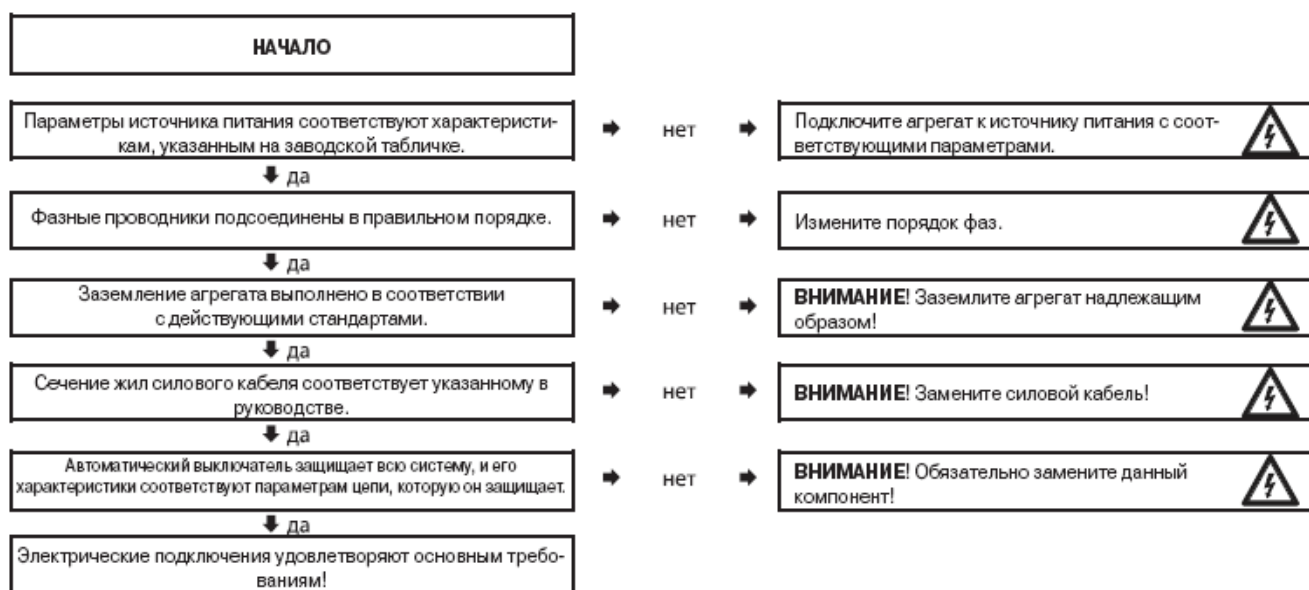 НАЧАЛО
Параметры источника питания соответствуют характеристи-
кам, указанным на заводской табличке.
нет
Подключите агрегат к источнику питания с соот-
ветствующими параметрами.
да
Фазные проводники подсоединены в правильном порядке.
нет
Измените порядок фаз.
да
Заземление агрегата выполнено в соответствии
с действующими стандартами.
нет
ВНИМАНИЕ! Заземлите агрегат надлежащим
образом!
да
Сечение жил силового кабеля соответствует указанному в
руководстве.
нет
ВНИМАНИЕ! Замените силовой кабель!
да
Автоматический выключатель защищает всю систему, и его
характеристики соответствуют параметрам цепи, которую он защищает.
нет
ВНИМАНИЕ! Обязательно замените данный
компонент!
да
Электрические подключения удовлетворяют основным требо-
ваниям!